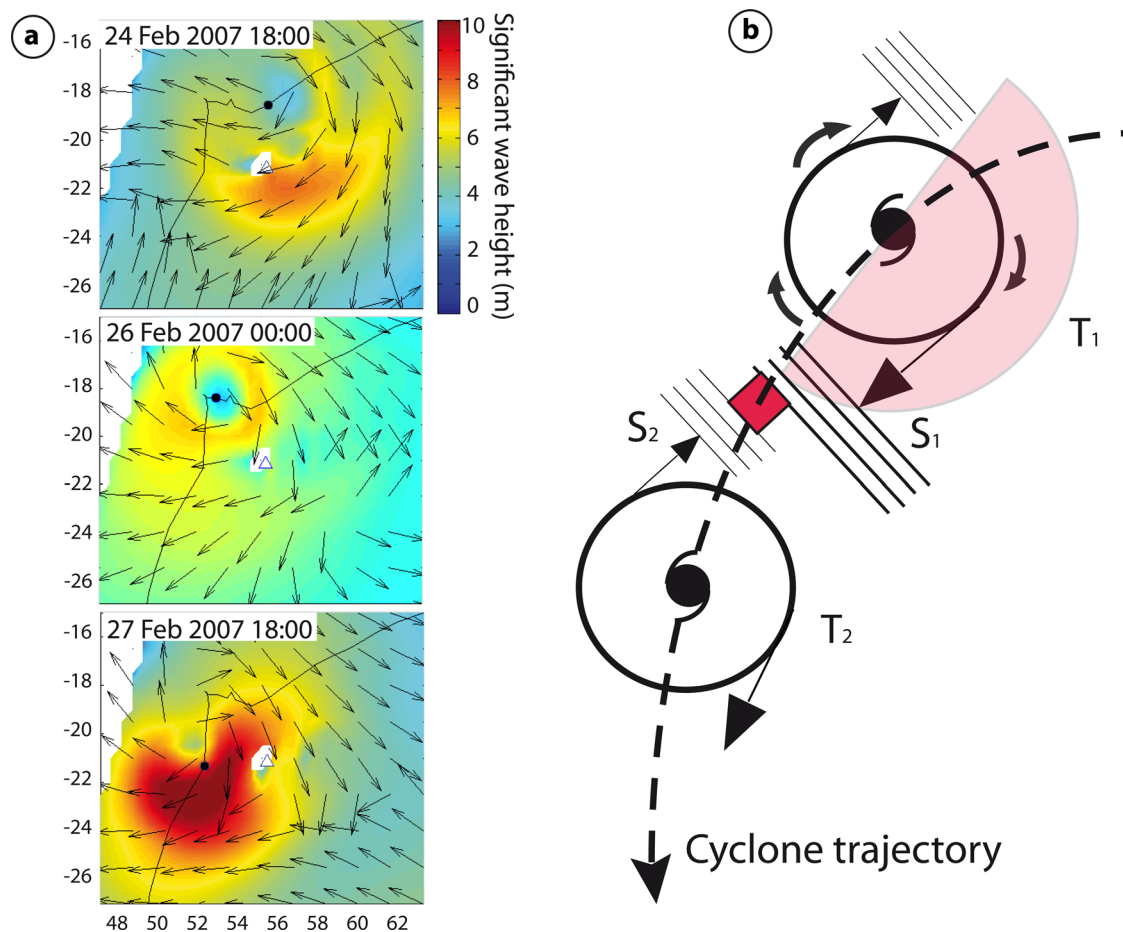 a
24 Feb 2007 18:00
-16
-18
-20
-22
-24
-26
10
8
6
4
2
0
Significant wave height (m)
26 Feb 2007 00:00
-16
-18
-20
-22
-24
-26
27 Feb 2007 18:00
-16
-18
-20
-22
-24
-26
48 50 52 54 56 58 60 62
b
T1
S1
S2
T2
Cyclone trajectory